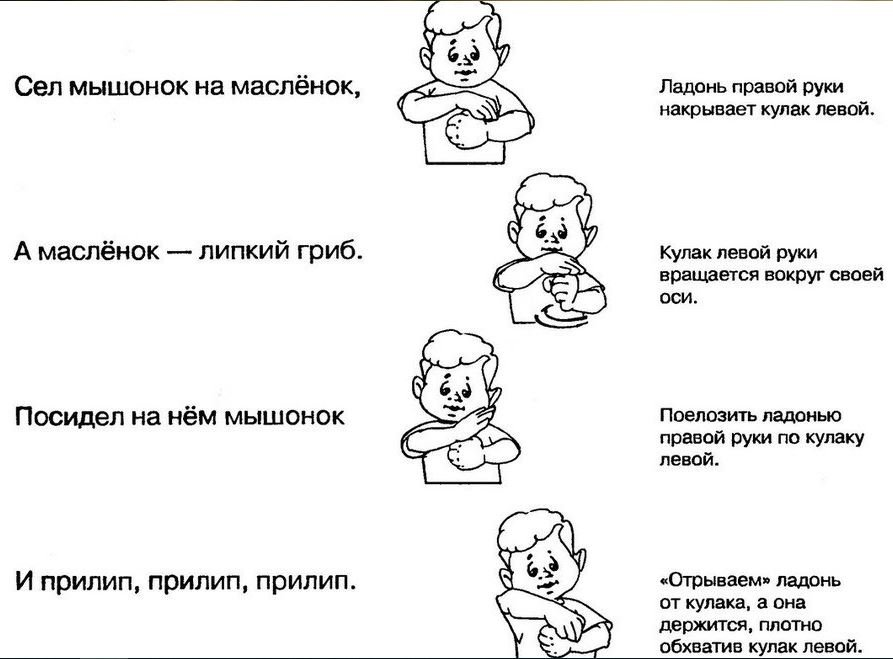 Сел мышонок на маслёнок,
Ладонь правой руки
накрывает кулак левой.
А маслёнок — липкий гриб.
Кулак левой руки
вращается вокруг своей
оси.
Посидел на нём мышонок
Поелозить ладонью
правой руки по кулаку
левой.
И прилип, прилип, прилип.
«Отрываем» ладонь
от кулака, а она
держится, плотно
обхватив кулак левой.